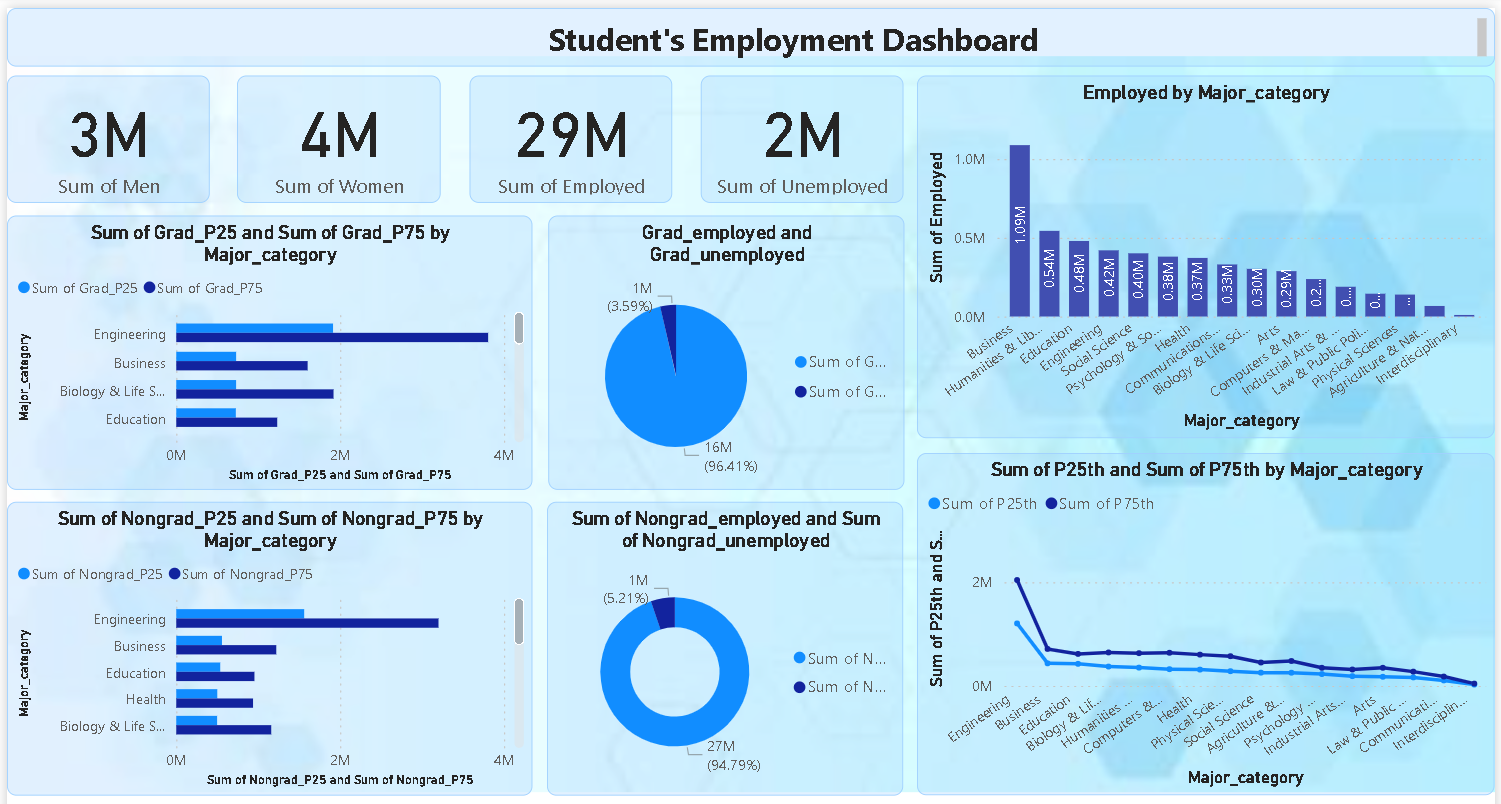 Student's Employment Dashboard
3M
Sum of Men
4M
Sum of Women
29M
Sum of Employed
2M
Sum of Unemployed
Sum of Grad_P25 and Sum of Grad_P75 by
Major_category
Sum of Grad_P25 Sum of Grad_P75
Major_category
Engineering
Business
Biology & Life S...
Education
0M 2M 4M
Sum of Grad_P25 and Sum of Grad_P75
Grad_employed and
Grad_unemployed
1M
(3.59%)
Sum of G...
Sum of G...
16M
(96.41%)
Employed by Major_category
Sum of Employed
1.0M
0.5M
0.0M
1.09M
0.54M
0.48M
0.42M
0.40M
0.38M
0.37M
0.33M
0.30M
0.29M
0.2...
0...
0...
...
Business
Humanities & Lib...
Education
Engineering
Social Science
Psychology & So...
Health
Communications...
Biology & Life Sci...
Arts
Computers & Ma...
Industrial Arts & ...
Law & Public Poli...
Physical Sciences
Agriculture & Nat...
Interdisciplinary
Major_category
Sum of Nongrad_P25 and Sum of Nongrad_P75 by
Major_category
Sum of Nongrad_P25 Sum of Nongrad_P75
Major_category
Engineering
Business
Education
Health
Biology & Life S...
0M 2M 4M
Sum of Nongrad_P25 and Sum of Nongrad_P75
Sum of Nongrad_employed and Sum
of Nongrad_unemployed
1M
(5.21%)
Sum of N...
Sum of N...
27M
(94.79%)
Sum of P25th and Sum of P75th by Major_category
Sum of P25th Sum of P75th
Sum of P25th and S...
2M
0M
Engineering
Business
Education
Biology & Lif...
Humanities ...
Computers &...
Health
Physical Scie...
Social Science
Agriculture &...
Psychology ...
Industrial Arts...
Arts
Law & Public ...
Communicati...
Interdisciplin...
Major_category